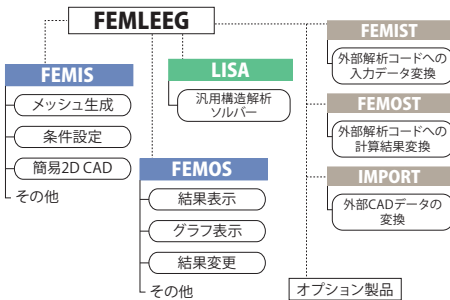 FEMLEEG
FEMIS
メッシュ生成
条件設定
簡易2D CAD
その他
LISA
汎用構造解析
ソルバー
FEMOS
結果表示
グラフ表示
結果変更
その他
FEMIST
外部解析コードへの
入力データ変換
FEMOST
外部解析コードへの
計算結果変換
IMPORT
外部CADデータの
変換
オプション製品